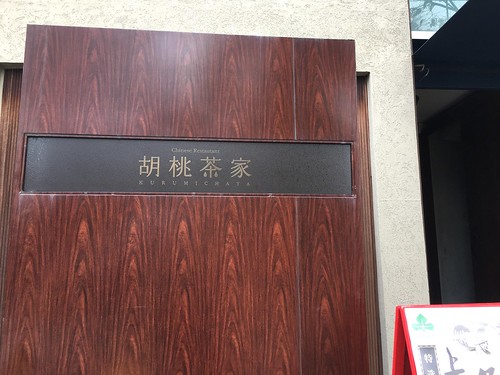 Chinese Restaurant
胡桃茶家
KURUMICHAYA